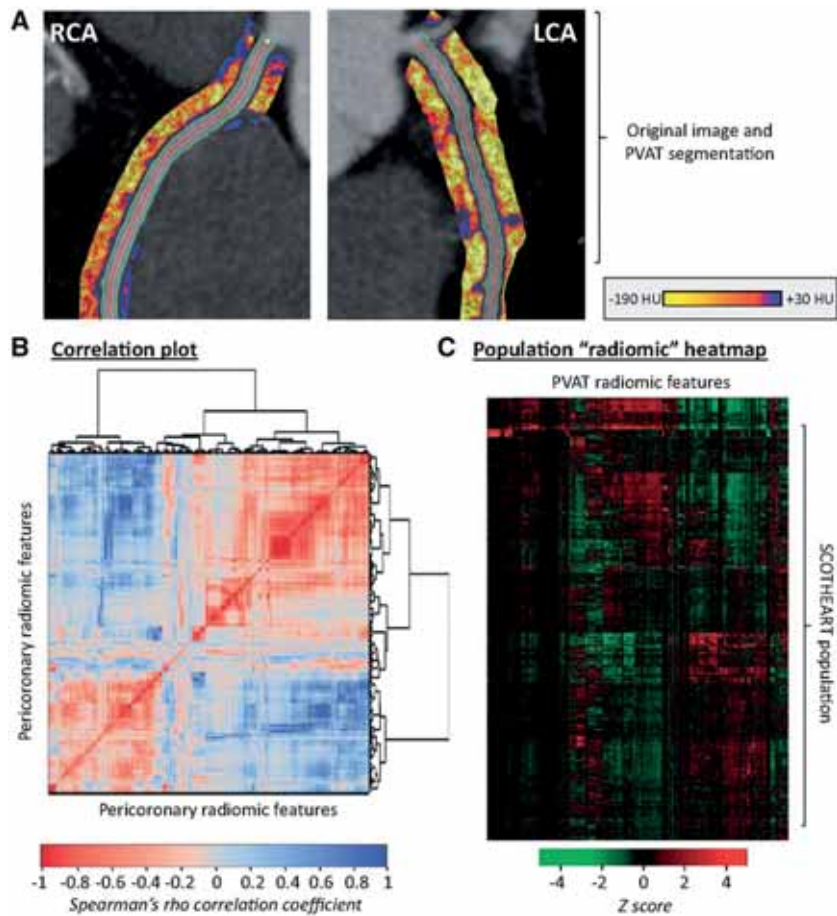 A
RCA
LCA
Original image and
PVAT segmentation
-190 HU
+30 HU
B Correlation plot
Pericoronary radiomic features
Pericoronary radiomic features
-1 -0.8 -0.6 -0.4 -0.2 0 0.2 0.4 0.6 0.8 1
Spearman's rho correlation coefficient
C Population "radiomic" heatmap
PVAT radiomic features
SCOTHEART population
-4 -2 0 2 4
Z score